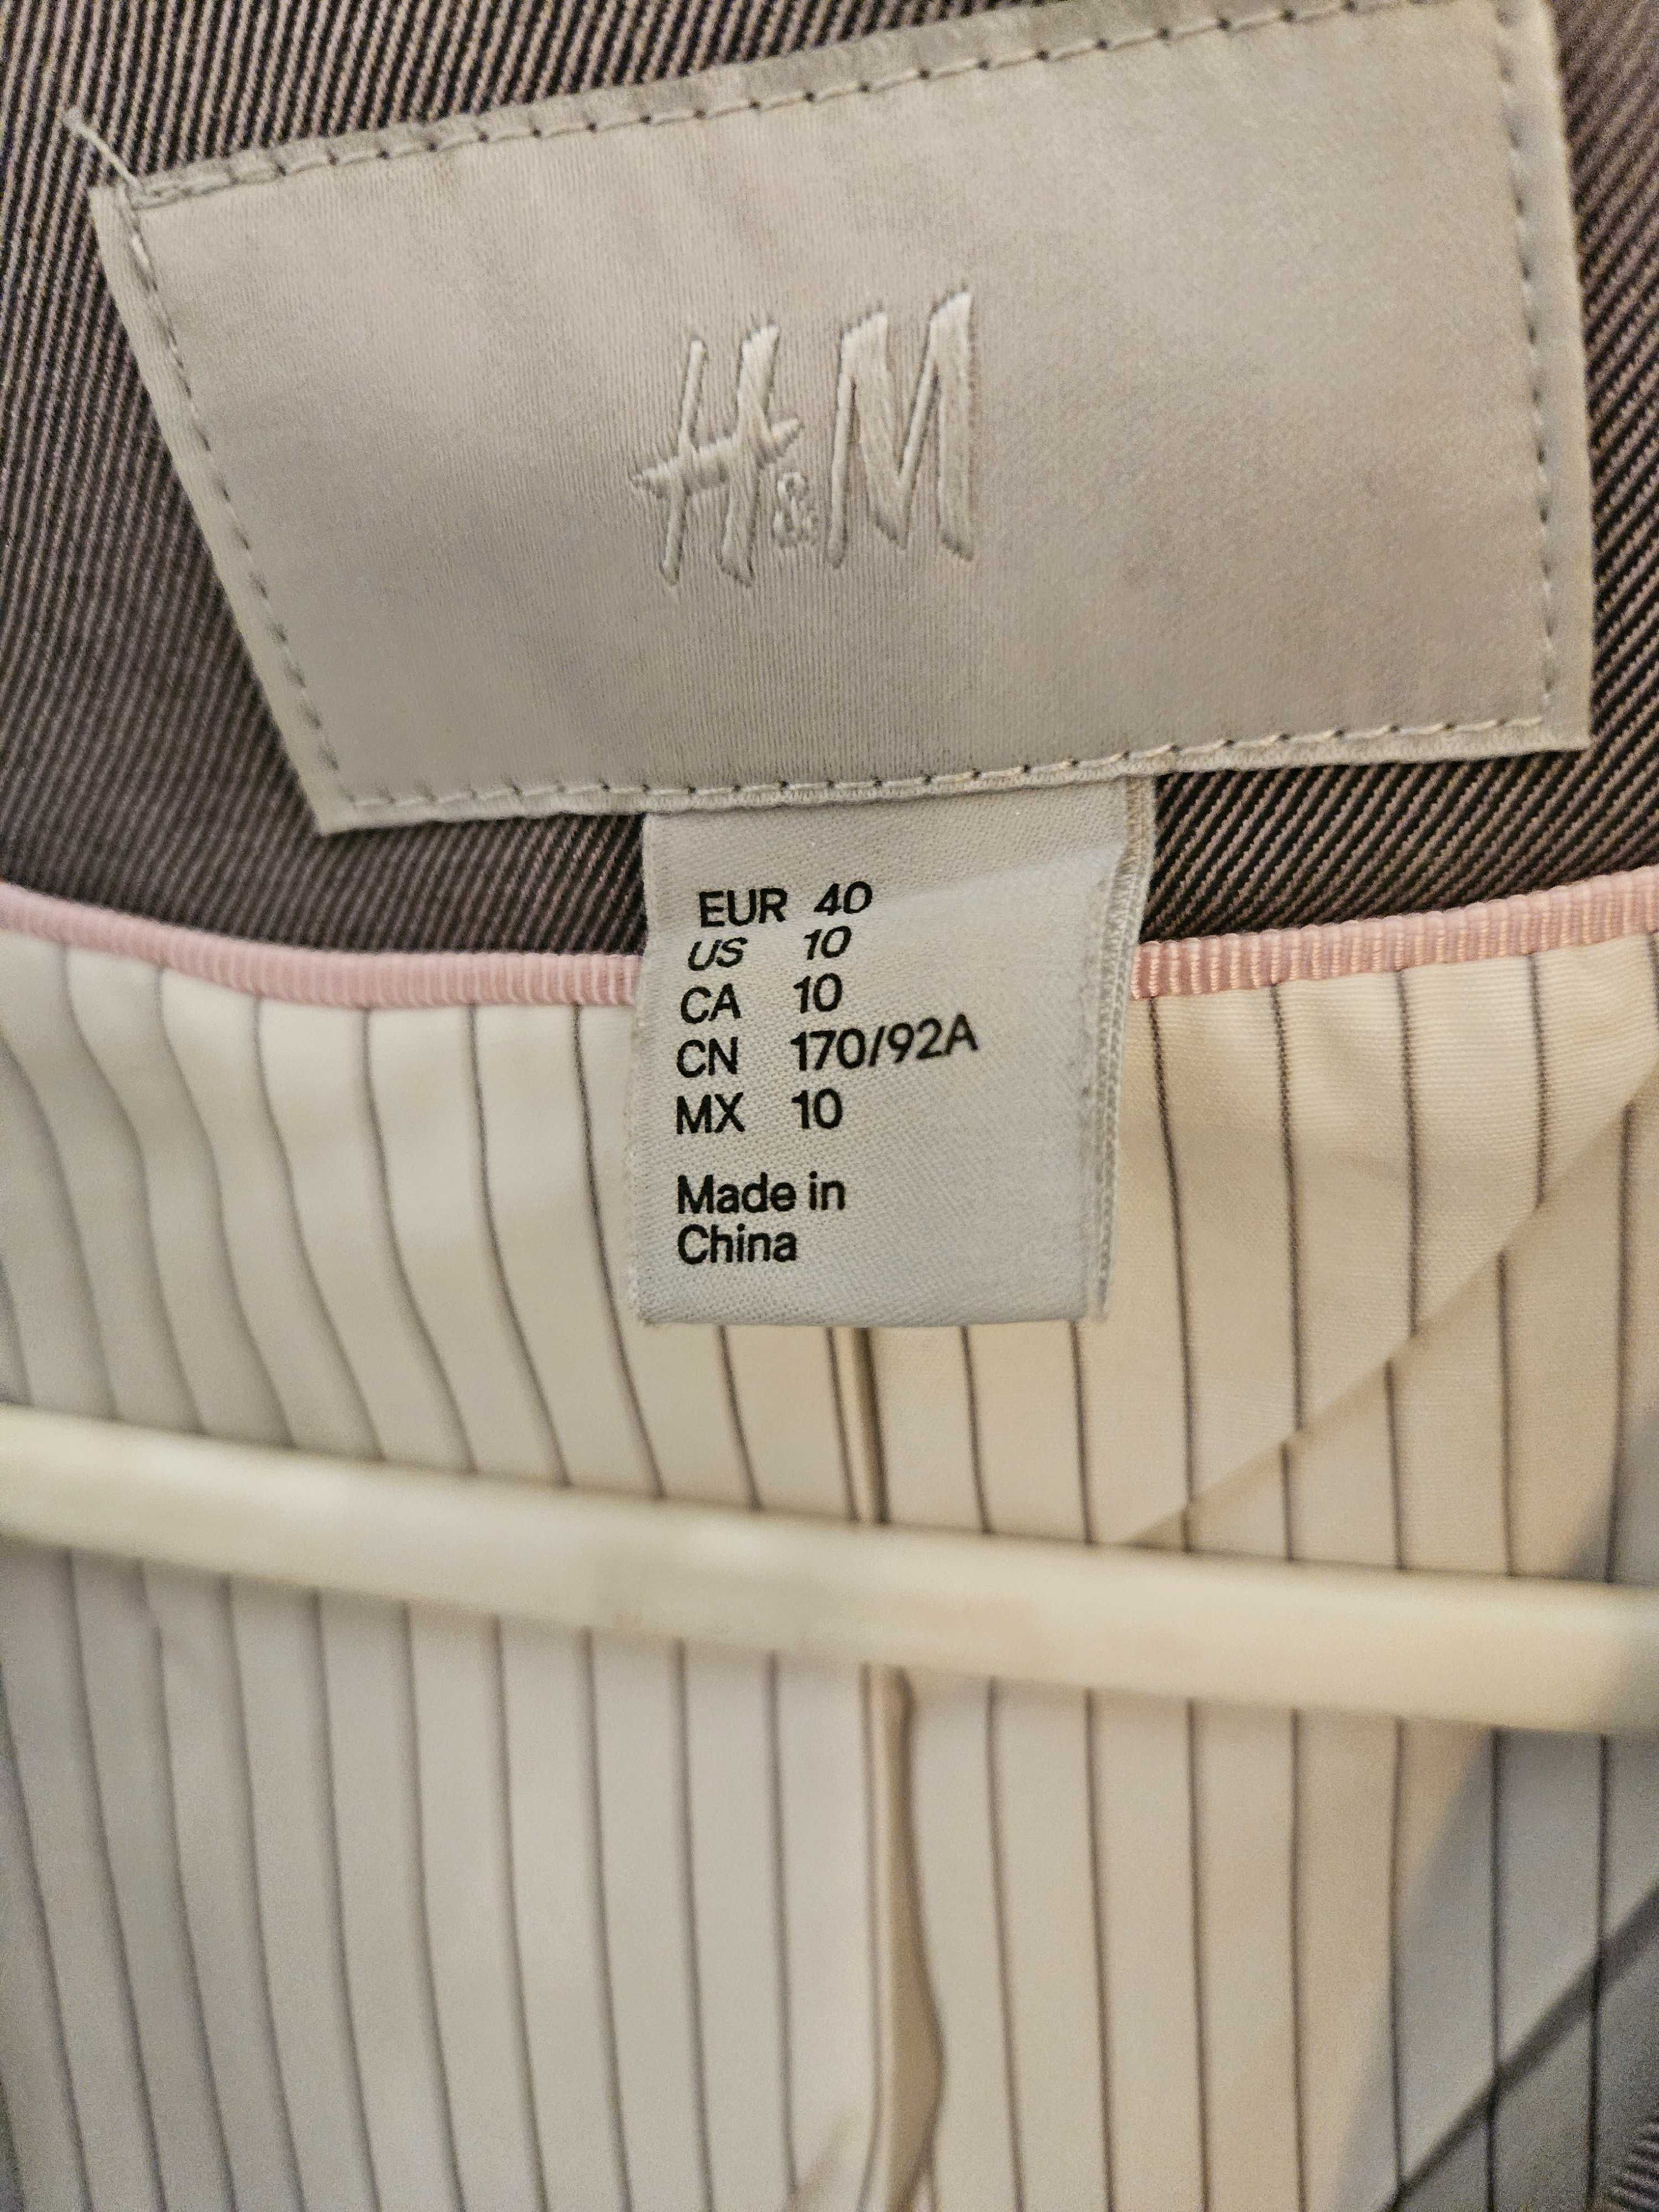 H&M
EUR 40
US 10
CA 10
CN 170/92A
MX 10
Made in
China